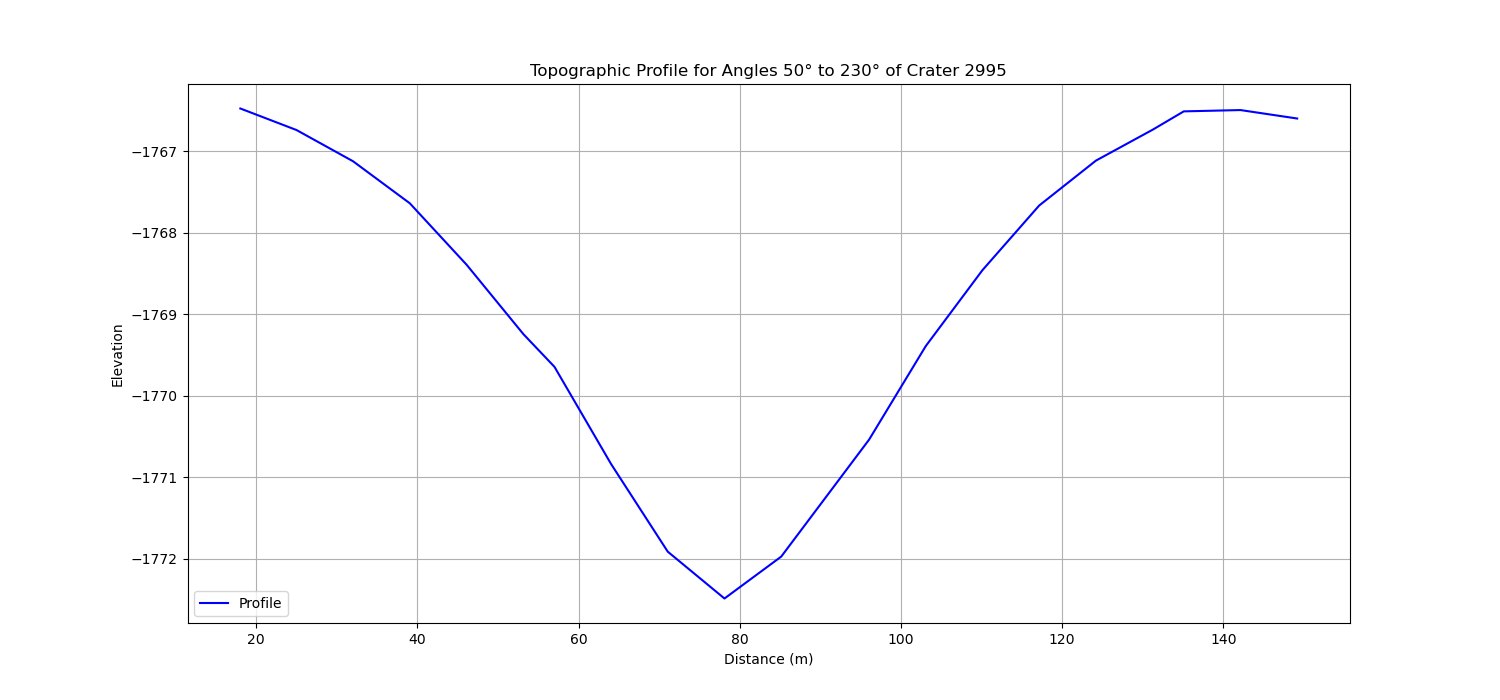 Topographic Profile for Angles 50° to 230° of Crater 2995
Elevation
−1767
−1768
−1769
−1770
−1771
−1772
Profile
20 40 60 80 100 120 140
Distance (m)